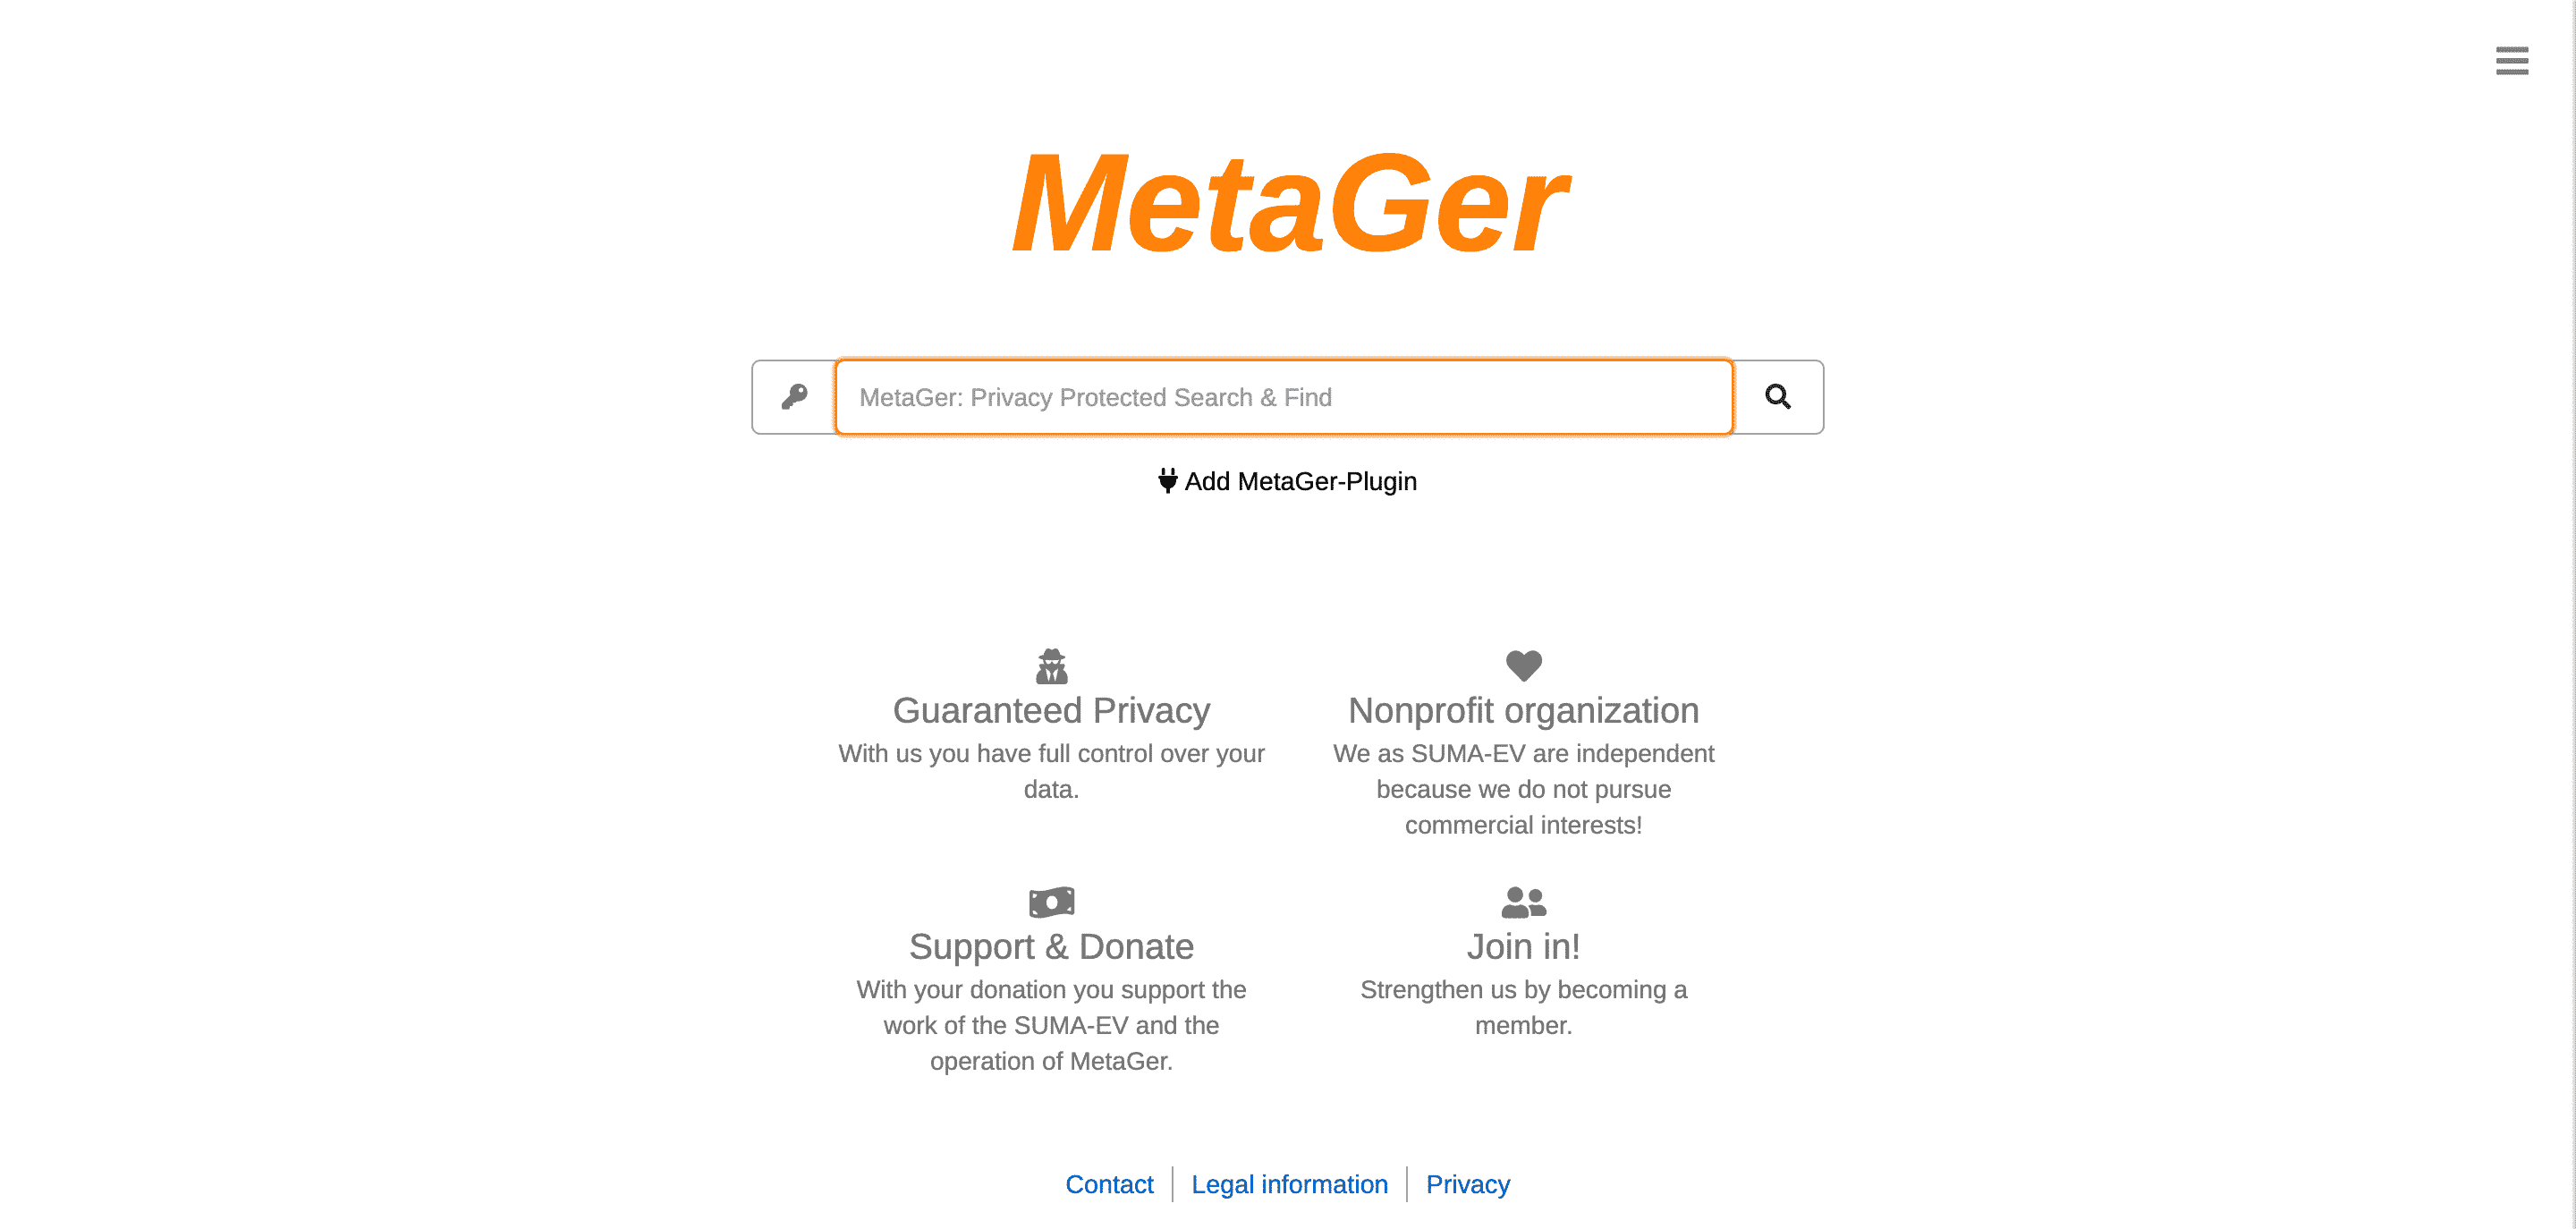 MetaGer
MetaGer: Privacy Protected Search & Find
Add MetaGer-Plugin
Guaranteed Privacy
With us you have full control over your
data.
Nonprofit organization
We as SUMA-EV are independent
because we do not pursue
commercial interests!
Support & Donate
With your donation you support the
work of the SUMA-EV and the
operation of MetaGer.
Join in!
Strengthen us by becoming a
member.
Contact Legal information Privacy